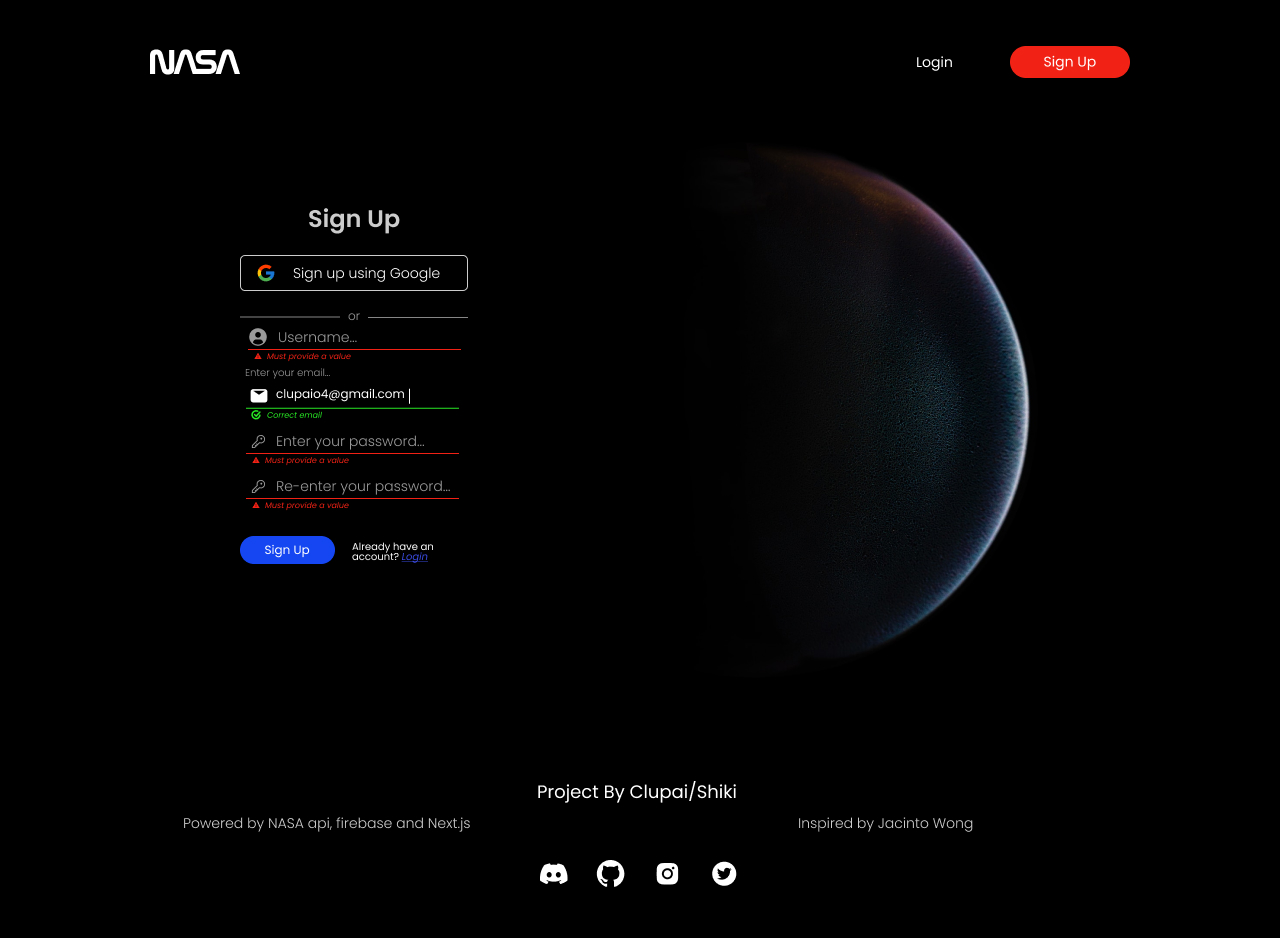 NASA
Login
Sign Up
Sign Up
Sign up using Google
or
Username...
Must provide a value
Enter your email...
clupaio4@gmail.com
Correct email
Enter your password...
Must provide a value
Re-enter your password...
Must provide a value
Sign Up
Already have an
account? Login
Project By Clupai/Shiki
Powered by NASA api, firebase and Next.js
Inspired by Jacinto Wong